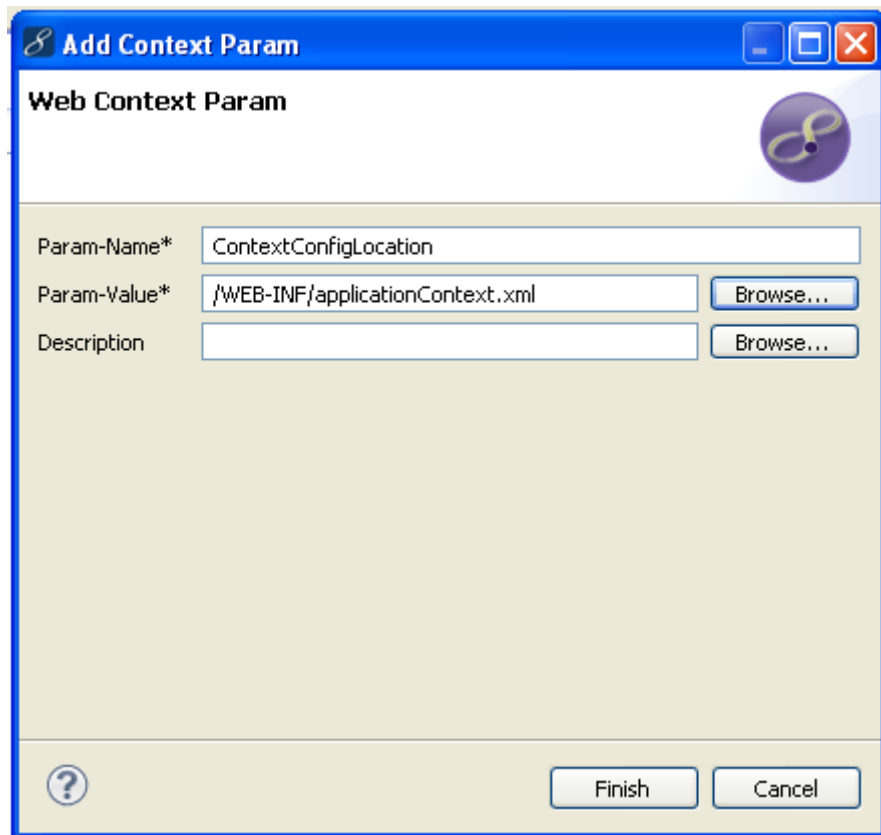 Add Context Param
Web Context Param
Param-Name* ContextConfigLocation
Param-Value* /WEB-INF/applicationContext.xml Browse...
Description Browse...
? Finish Cancel